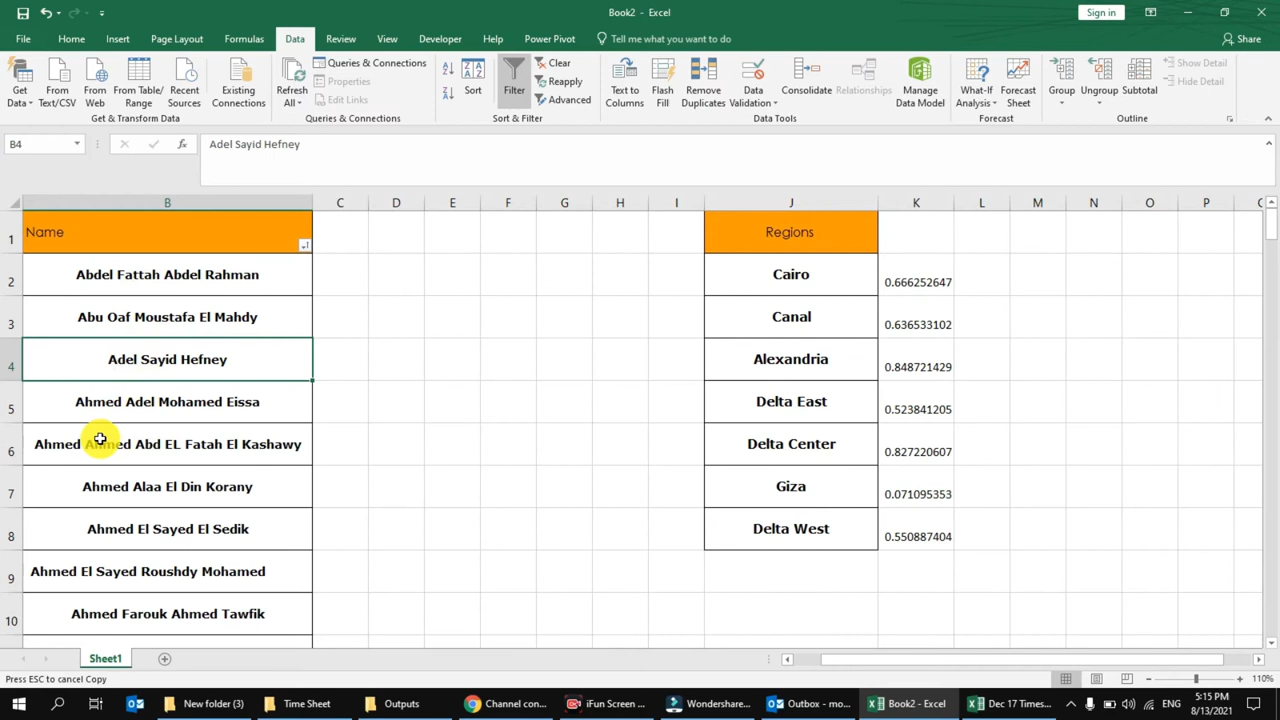 Book2 - Excel
Sign in
File
Home
Insert
Page Layout
Formulas
Data
Review
View
Developer
Help
Power Pivot
Tell me what you want to do
Share
Get
Data
From
Text/CSV
From
Web
From Table/
Range
Recent
Sources
Existing
Connections
Refresh
All
Queries & Connections
Properties
Edit Links
Sort
Filter
Clear
Reapply
Advanced
Text to
Columns
Flash
Fill
Remove
Duplicates
Data
Validation
Consolidate
Relationships
Manage
Data Model
What-If
Analysis
Forecast
Sheet
Group
Ungroup
Subtotal
Show Detail
Hide Detail
Get & Transform Data
Queries & Connections
Sort & Filter
Data Tools
Forecast
Outline
B4
fx
Adel Sayid Hefney
B C D E F G H I J K L M N O P
1 Name Regions
2 Abdel Fattah Abdel Rahman Cairo 0.666252647
3 Abu Oaf Moustafa El Mahdy Canal 0.636533102
4 Adel Sayid Hefney Alexandria 0.848721429
5 Ahmed Adel Mohamed Eissa Delta East 0.523841205
6 Ahmed Ahmed Abd EL Fatah El Kashawy Delta Center 0.827220607
7 Ahmed Alaa El Din Korany Giza 0.071095353
8 Ahmed El Sayed El Sedik Delta West 0.550887404
9 Ahmed El Sayed Roushdy Mohamed
10 Ahmed Farouk Ahmed Tawfik
Sheet1
Press ESC to cancel Copy
110%
New folder (3)
Time Sheet
Outputs
Channel con...
iFun Screen ...
Wondershare...
Outbox - mo...
Book2 - Excel
Dec 17 Times...
ENG
5:15 PM
8/13/2021